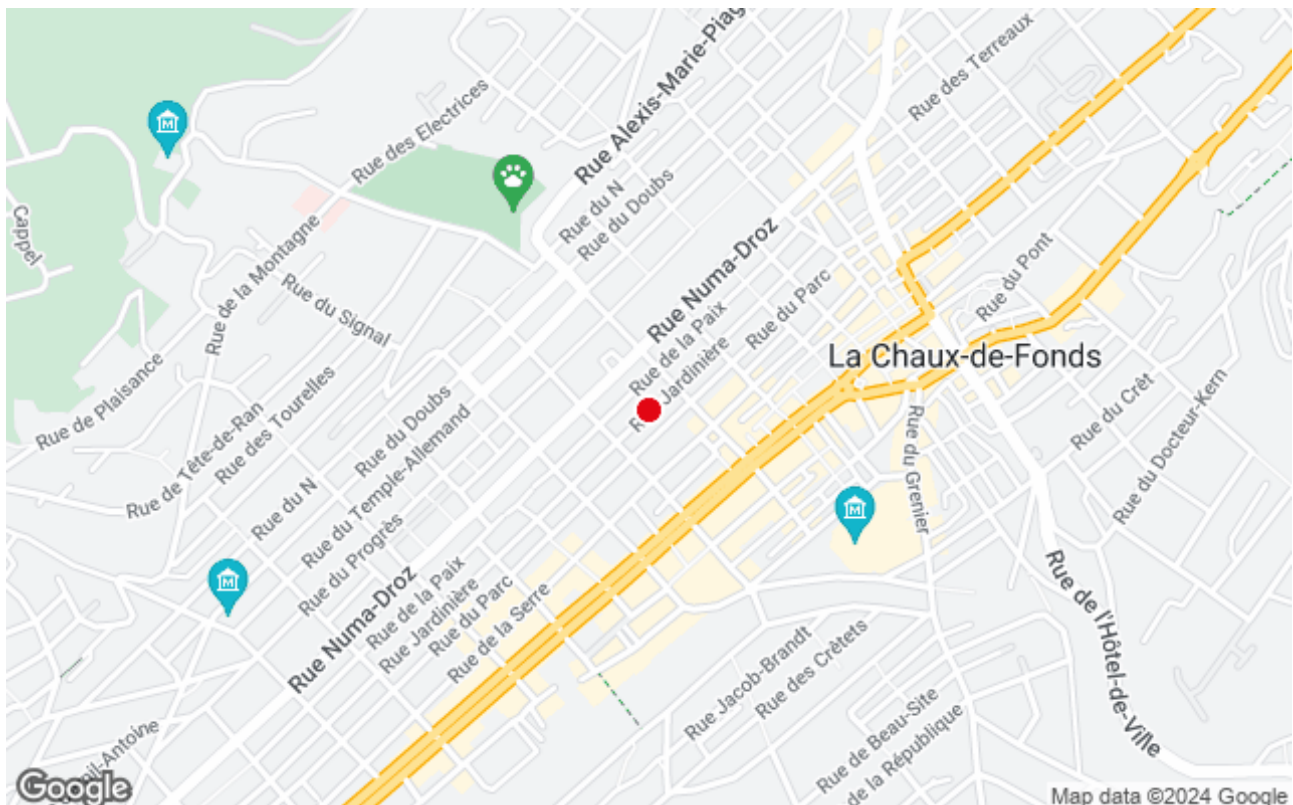 Rue Alexis-Marie-Piag
Rue des Terreaux
Rue des Electrices
Rue du N
Rue du Doubs
Cappel
Rue de la Montagne
Rue du Signal
Rue Numa-Droz
Rue de la Paix
Rue du Parc
Rue du Pont
La Chaux-de-Fonds
Jardinière
Rue de Plaisance
Rue de Tête-de-Ran
Rue des Tourelles
Rue du Doubs
Rue du Crêt
Rue du Docteur-Kern
Rue du Grenier
Rue du N
Rue du Temple-Allemand
Rue du Progrès
Rue Numa-Droz
Rue de la Paix
Rue Jardinière
Rue du Parc
Rue de la Serre
Rue de l'Hôtel-de-Ville
Rue Jacob-Brandt
Rue des Crêtets
Rue de Beau-Site
de la République
il-Antoine
Google
Map data ©2024 Google